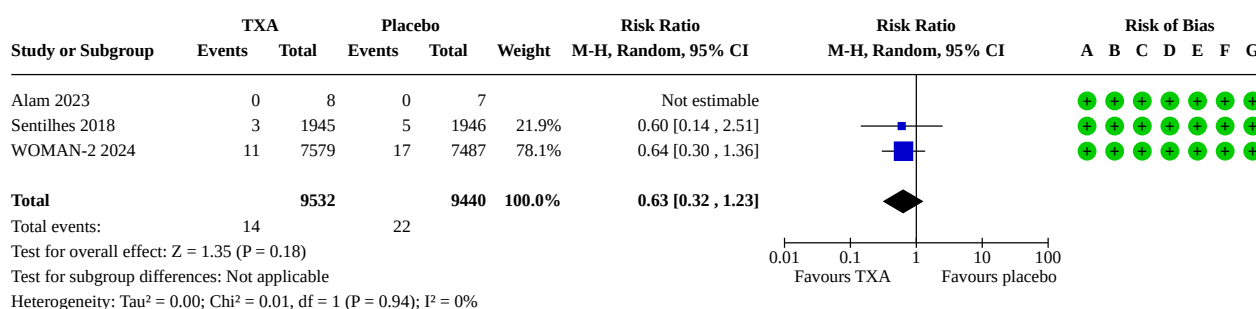 TXA Placebo Risk Ratio Risk Ratio Risk of Bias
Study or Subgroup Events Total Events Total Weight M-H, Random, 95% CI M-H, Random, 95% CI A B C D E F G
Alam 2023 0 8 0 7 Not estimable + + + + + + +
Sentilhes 2018 3 1945 5 1946 21.9% 0.60 [0.14 , 2.51] + + + + + + +
WOMAN-2 2024 11 7579 17 7487 78.1% 0.64 [0.30 , 1.36] + + + + + + +
Total 9532 9440 100.0% 0.63 [0.32 , 1.23]
Total events: 14 22
Test for overall effect: Z = 1.35 (P = 0.18)
0.01 0.1 1 10 100
Test for subgroup differences: Not applicable
Favours TXA Favours placebo
Heterogeneity: Tau² = 0.00; Chi² = 0.01, df = 1 (P = 0.94); I² = 0%